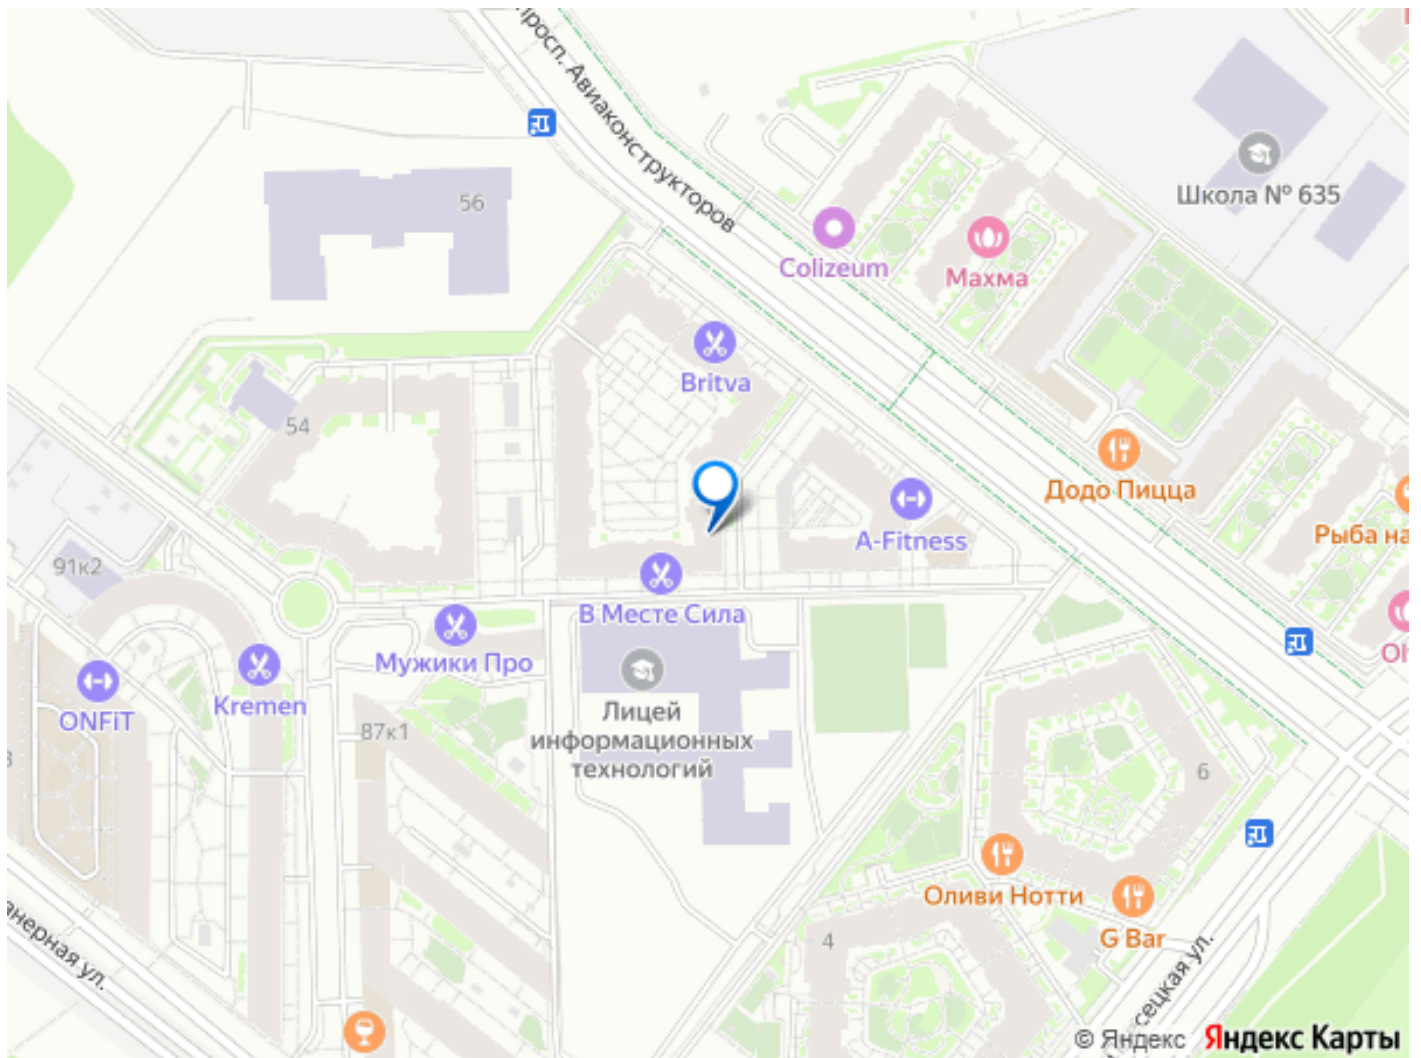 просп. Авиаконструкторов
56
Школа № 635
Colizeum
Махма
Britva
54
Додо Пицца
A-Fitness
Рыба на
91к2
В Месте Сила
Мужики Про
Kremen
ONFiT
87к1
Лицей
информационных
технологий
6
Оливи Нотти
G Bar
4
анерная ул.
сецкая ул.
© Яндекс Яндекс Карты